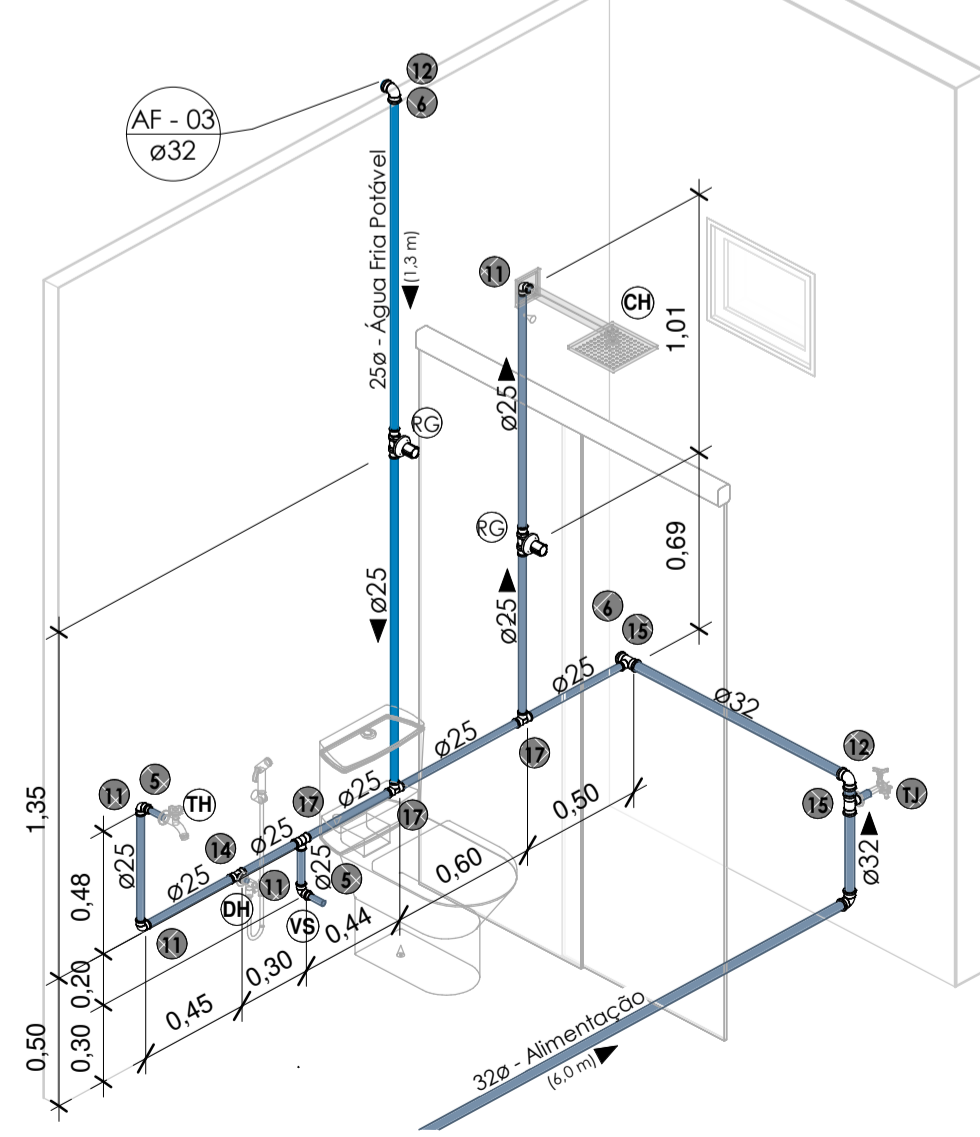 12
6
AF - 03
ø32
25ø - Água Fria Potável
(1,3 m)
11
CH
1,01
ø25
RG
RG
0,69
ø25
ø25
6
15
ø25
ø32
ø25
17
12
15
TJ
ø32
1,35
11
5
TH
17
ø25
17
0,50
ø25
14
ø25
ø25
5
0,60
ø25
11
DH
VS
0,44
0,48
11
0,20
0,30
0,45
0,50
0,30
32ø - Alimentação
(6,0 m)